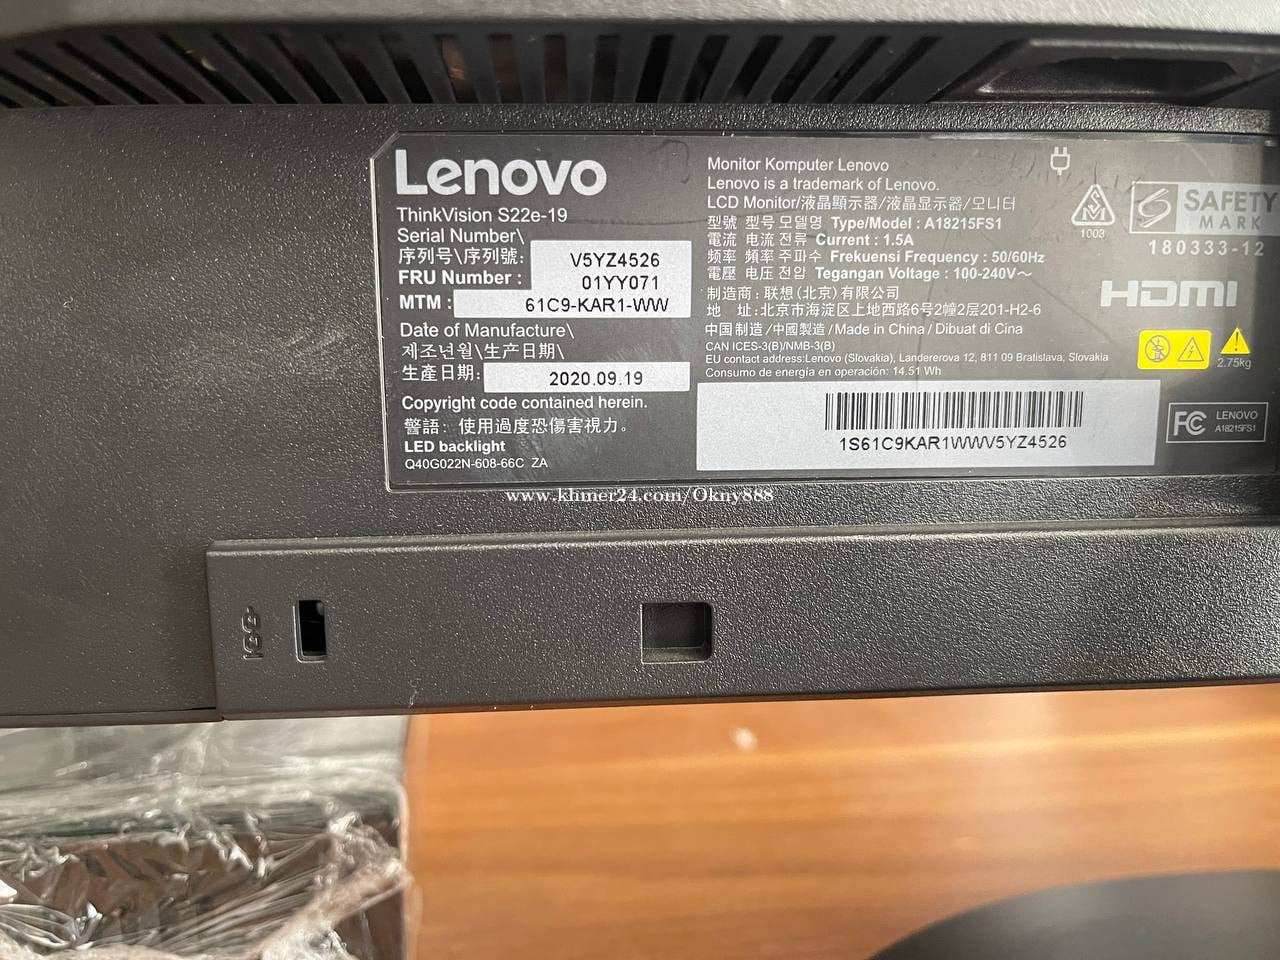 Lenovo
ThinkVision S22e-19
Serial Number\
序列号\序列號: V5YZ4526
FRU Number : 01YY071
MTM : 61C9-KAR1-WW
Date of Manufacture\
제조년월\生产日期\
生產日期: 2020.09.19
Copyright code contained herein.
警語: 使用過度恐傷害視力。
LED backlight
Q40G022N-608-66C ZA
Monitor Komputer Lenovo
Lenovo is a trademark of Lenovo.
LCD Monitor/液晶顯示器/液晶显示器/모니터
型號 型号 모델명 Type/Model : A18215FS1
電流 电流 전류 Current : 1.5A
频率 頻率 주파수 Frekuensi Frequency : 50/60Hz
電壓 电压 전압 Tegangan Voltage : 100-240V～
制造商: 联想(北京)有限公司
地 址:北京市海淀区上地西路6号2幢2层201-H2-6
中国制造/中國製造/Made in China / Dibuat di Cina
CAN ICES-3(B)/NMB-3(B)
EU contact address:Lenovo (Slovakia), Landererova 12, 811 09 Bratislava, Slovakia
Consumo de energía en operación: 14.51 Wh
1S61C9KAR1WWV5YZ4526
1003
SAFETY
MARK
180333-12
HDMI
2.75kg
FC LENOVO
A18215FS1
www.khmer24.com/Okny888